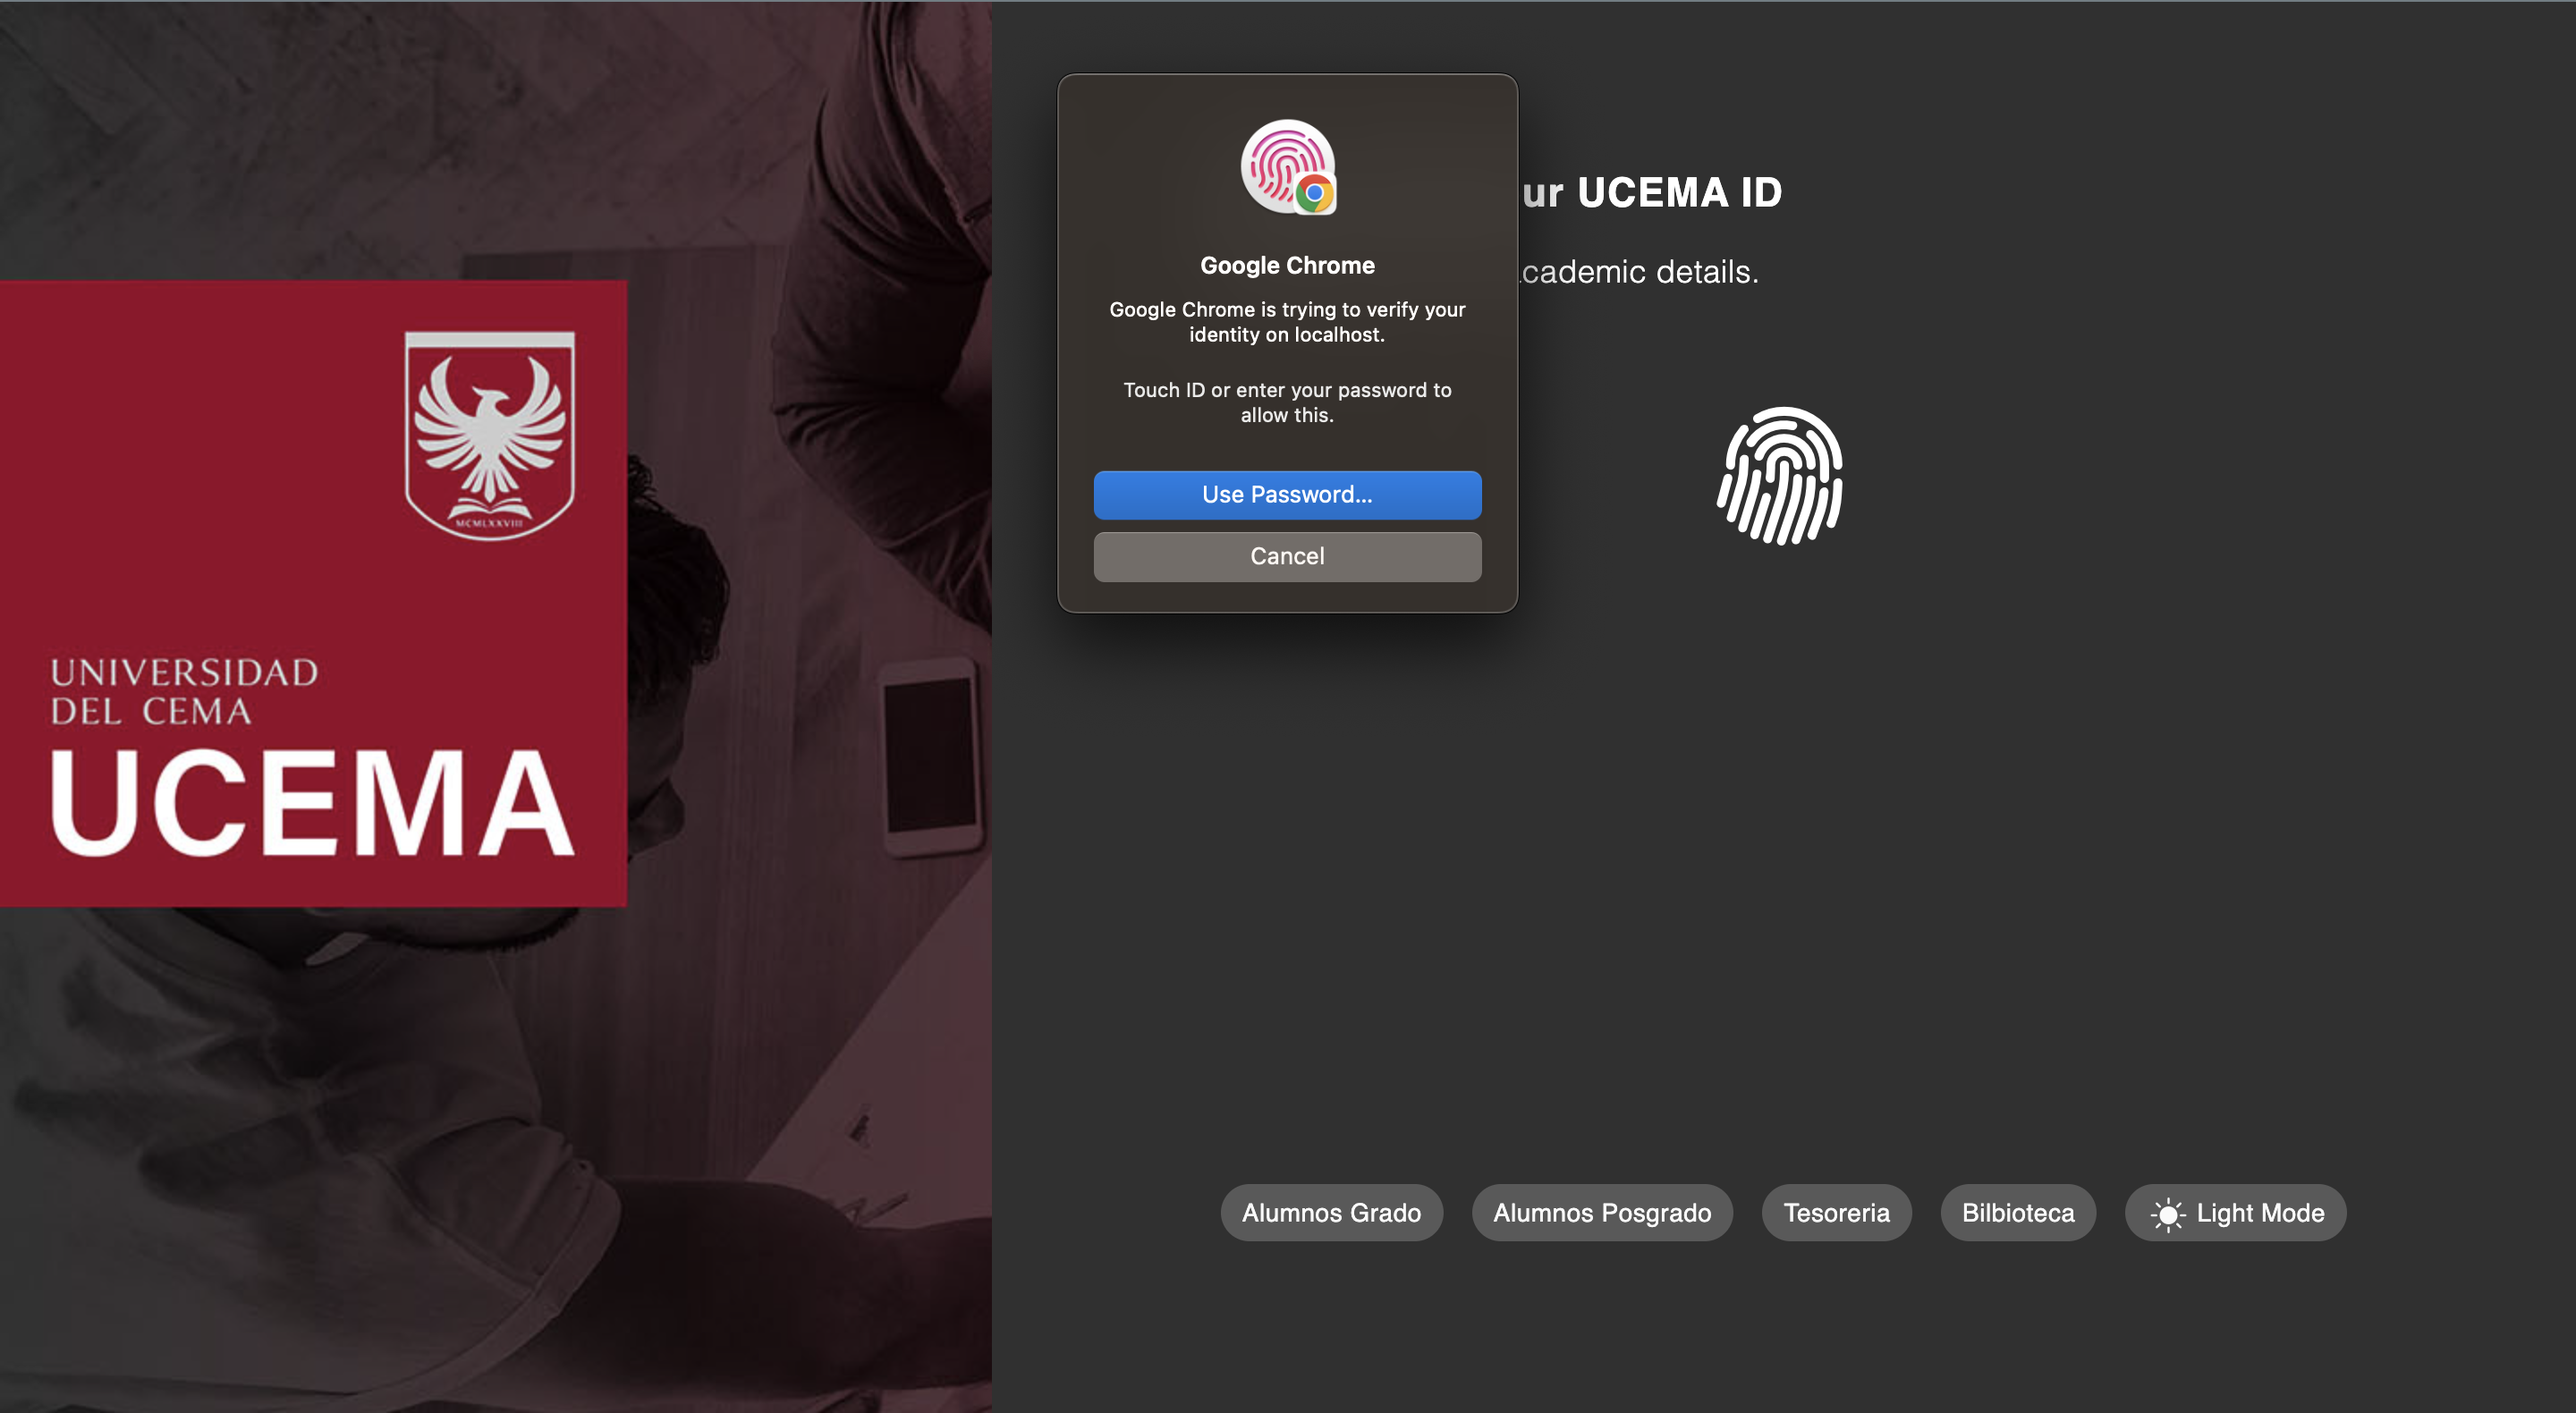 MCMLXXVIII
UNIVERSIDAD
DEL CEMA
UCEMA
Google Chrome
Google Chrome is trying to verify your
identity on localhost.
Touch ID or enter your password to
allow this.
Use Password...
Cancel
ur UCEMA ID
cademic details.
Alumnos Grado
Alumnos Posgrado
Tesoreria
Bilbioteca
Light Mode